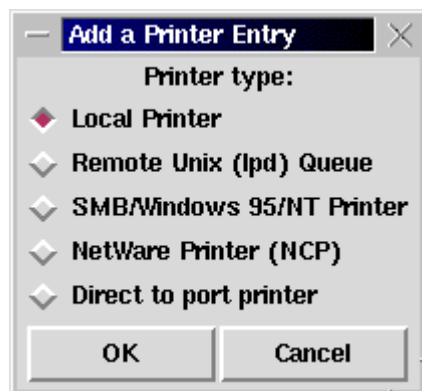 Add a Printer Entry
Printer type:
Local Printer
Remote Unix (lpd) Queue
SMB/Windows 95/NT Printer
NetWare Printer (NCP)
Direct to port printer
OK Cancel